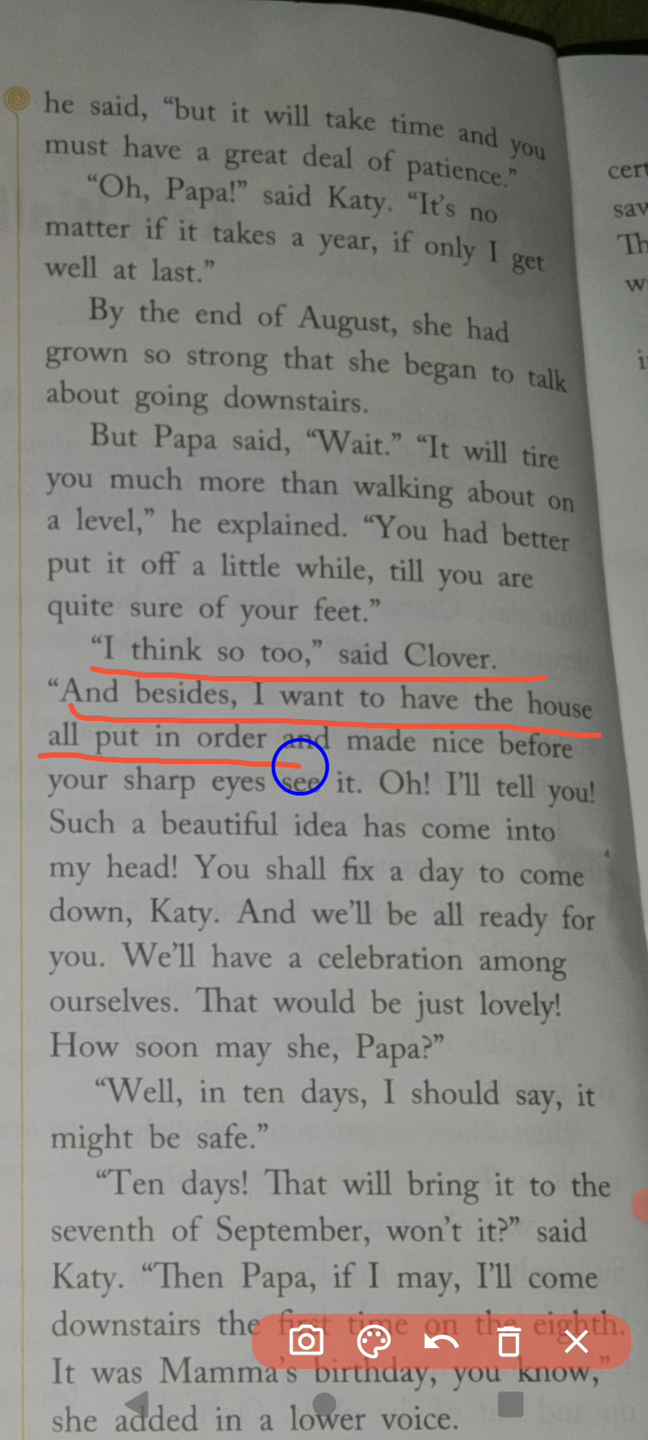 he said, “but it will take time and you
must have a great deal of patience.”
“Oh, Papa!” said Katy. “It’s no
matter if it takes a year, if only I get
well at last.”
By the end of August, she had
grown so strong that she began to talk
about going downstairs.
But Papa said, “Wait.” “It will tire
you much more than walking about on
a level,” he explained. “You had better
put it off a little while, till you are
quite sure of your feet.”
“I think so too,” said Clover.
“And besides, I want to have the house
all put in order and made nice before
your sharp eyes see it. Oh! I’ll tell you!
Such a beautiful idea has come into
my head! You shall fix a day to come
down, Katy. And we’ll be all ready for
you. We’ll have a celebration among
ourselves. That would be just lovely!
How soon may she, Papa?”
“Well, in ten days, I should say, it
might be safe.”
“Ten days! That will bring it to the
seventh of September, won’t it?” said
Katy. “Then Papa, if I may, I’ll come
downstairs the first time on the eighth.
It was Mamma’s birthday, you know,”
she added in a lower voice.